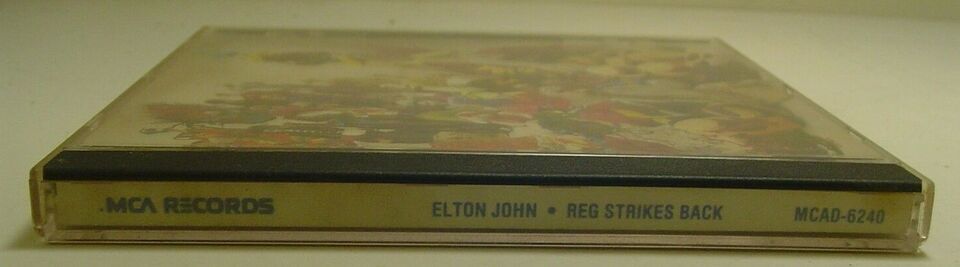 .MCA RECORDS ELTON JOHN • REG STRIKES BACK MCAD-6240